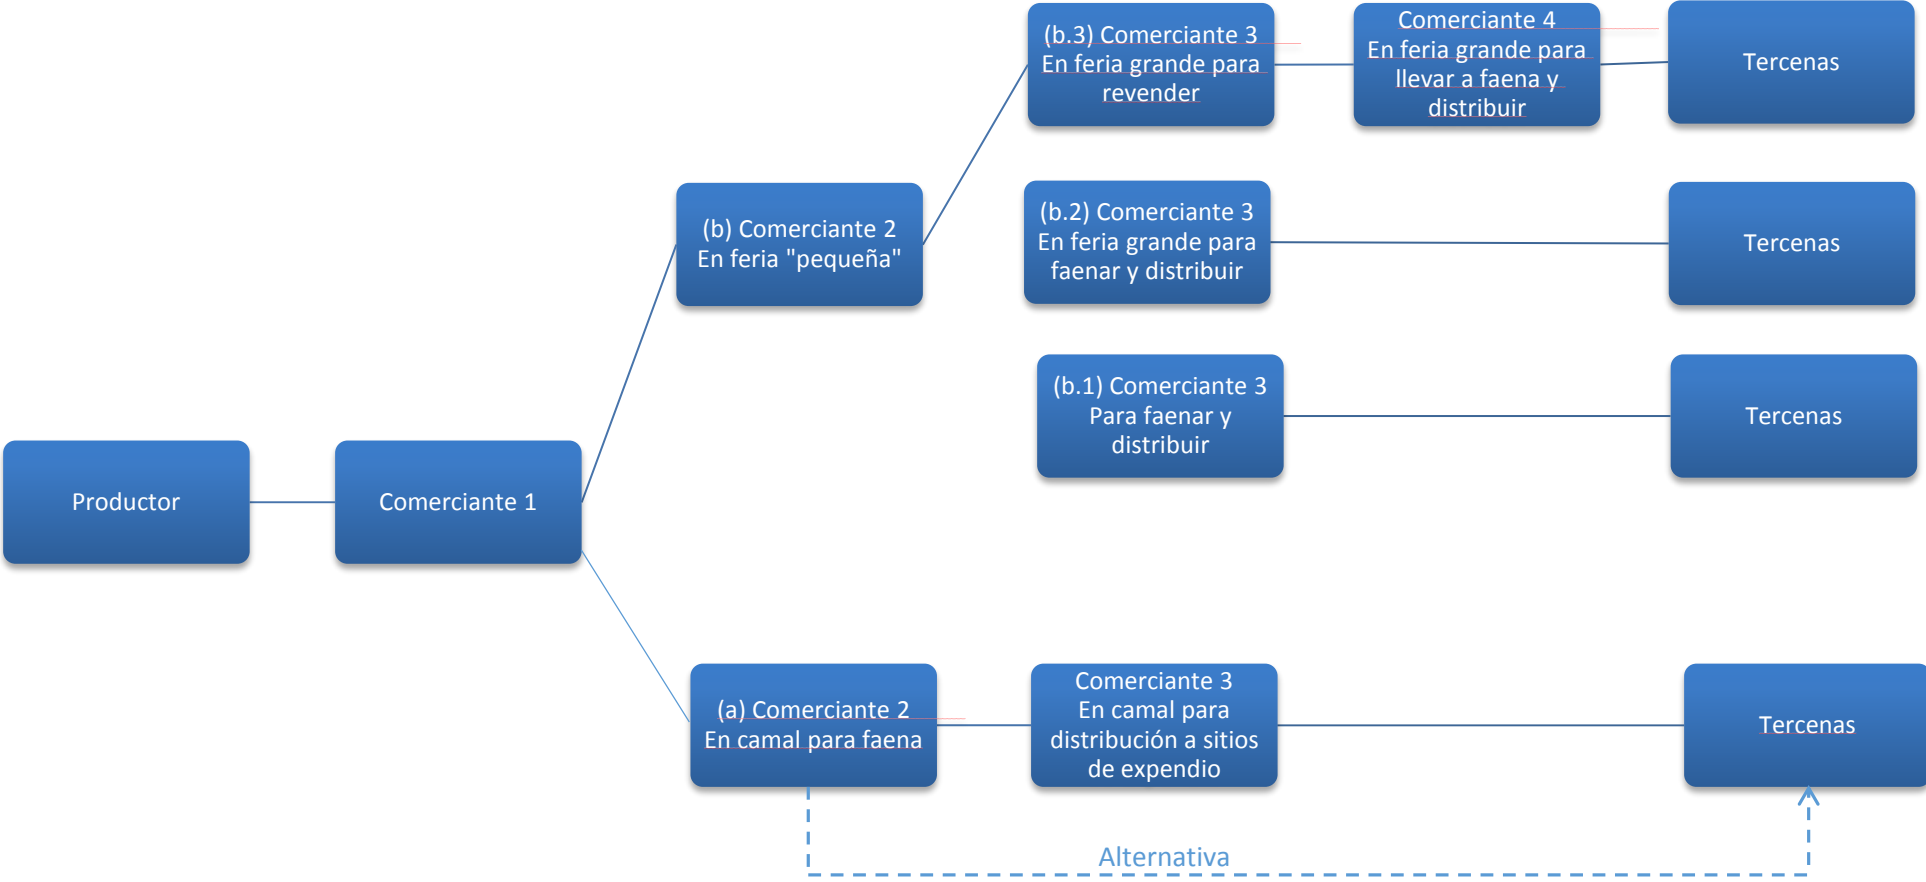 (b.3) Comerciante 3
En feria grande para
revender
Comerciante 4
En feria grande para
llevar a faena y
distribuir
Tercenas
(b) Comerciante 2
En feria "pequeña"
(b.2) Comerciante 3
En feria grande para
faenar y distribuir
Tercenas
(b.1) Comerciante 3
Para faenar y
distribuir
Tercenas
Productor
Comerciante 1
(a) Comerciante 2
En camal para faena
Comerciante 3
En camal para
distribución a sitios
de expendio
Tercenas
Alternativa